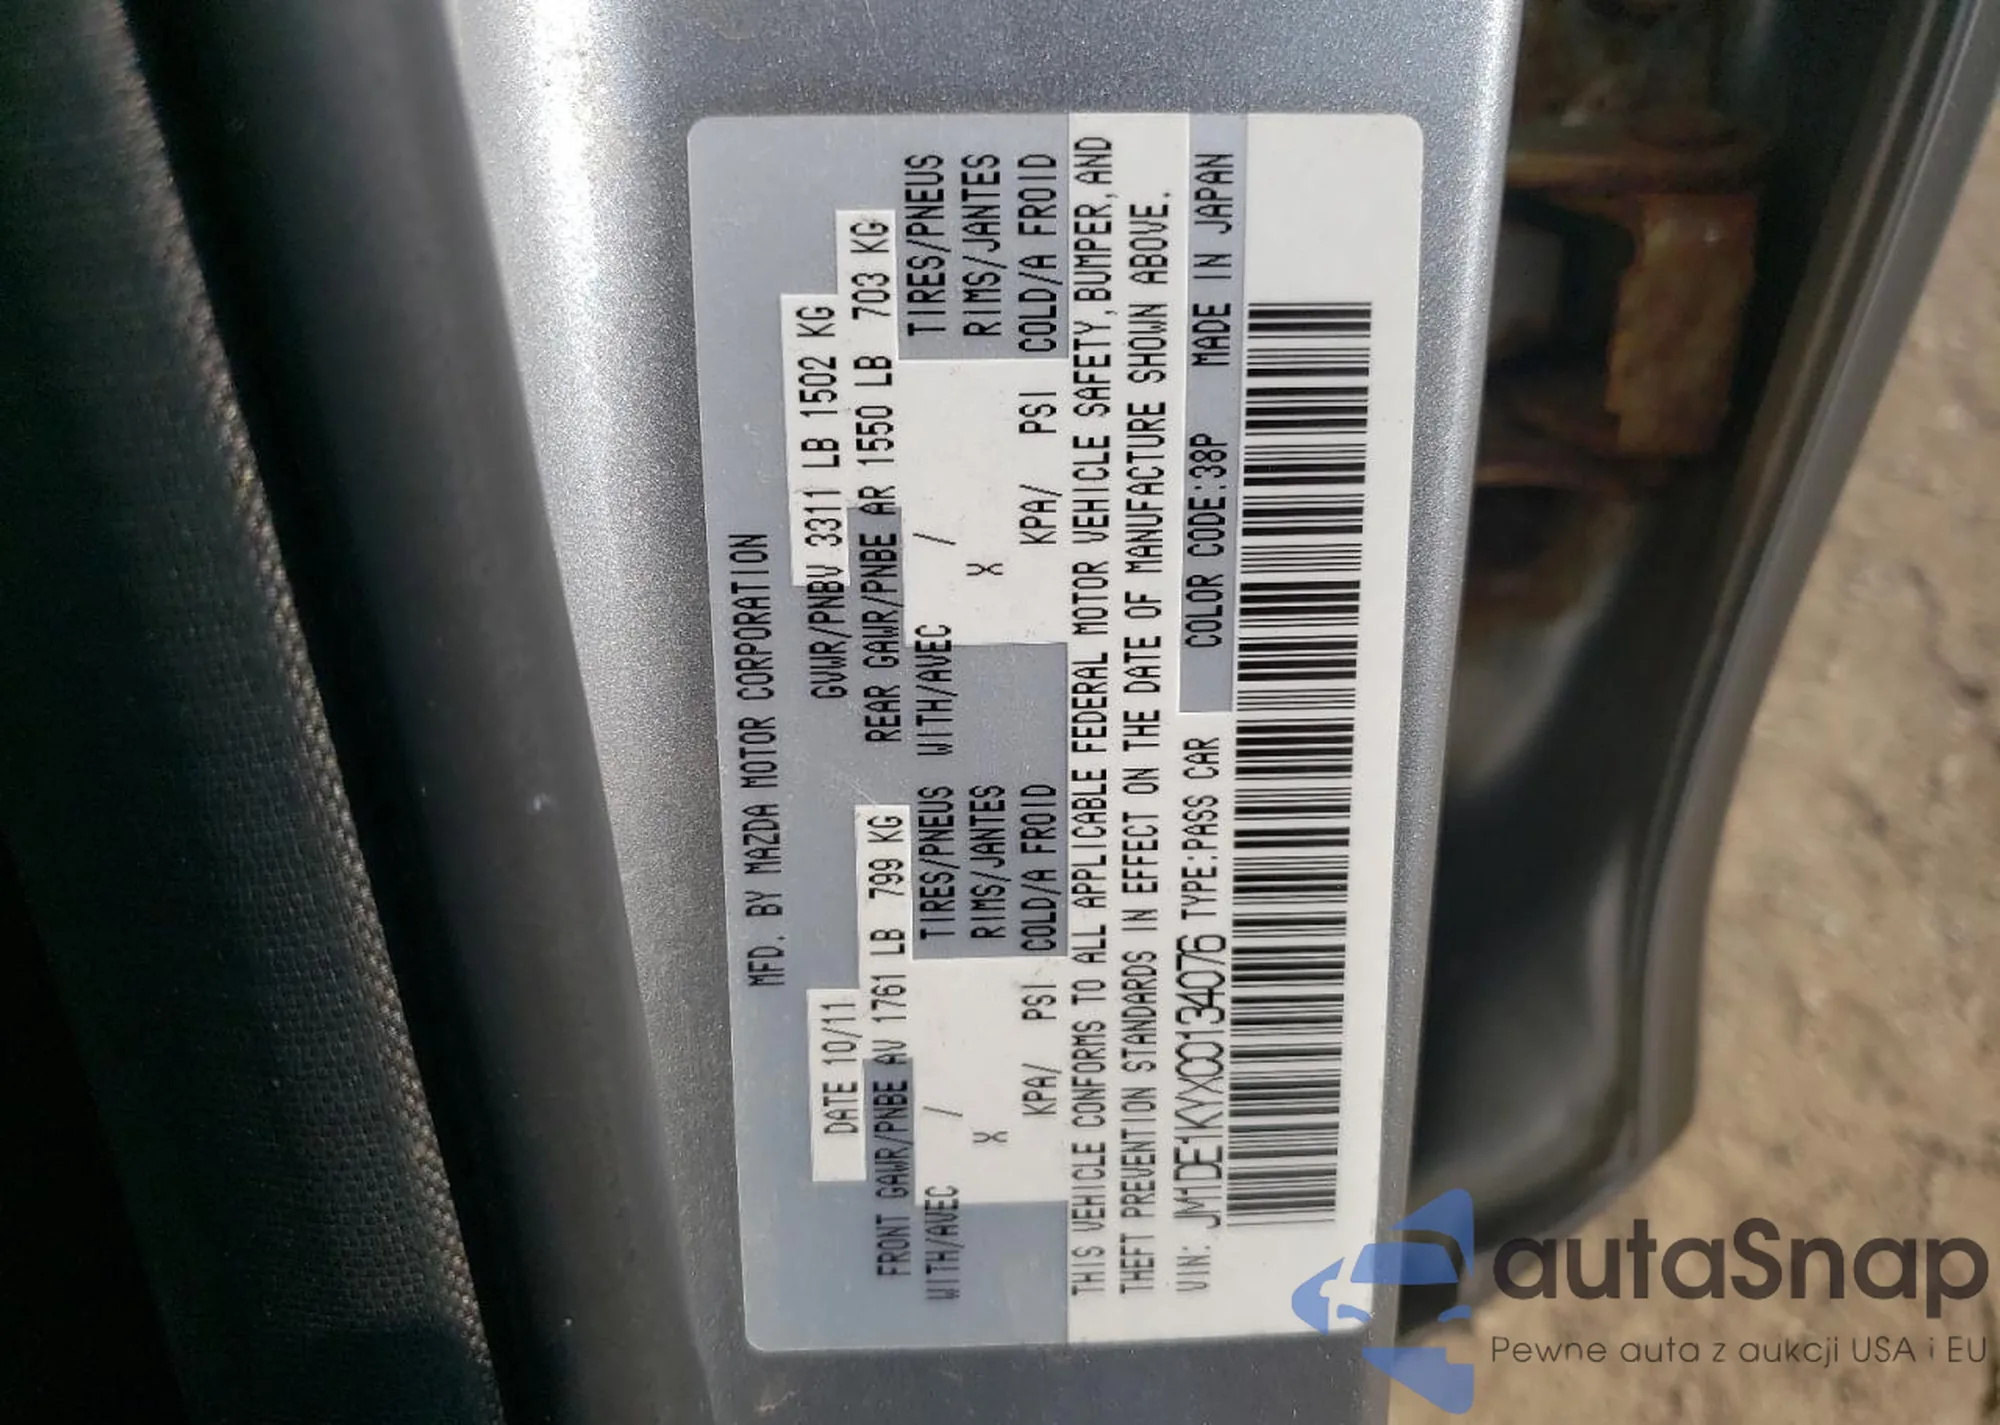 MFD. BY MAZDA MOTOR CORPORATION
DATE 10/11
GVWR/PNBV 3311 LB 1502 KG
FRONT GAWR/PNBE AV 1761 LB 799 KG
REAR GAWR/PNBE AR 1550 LB 703 KG
WITH/AVEC / TIRES/PNEUS WITH/AVEC / TIRES/PNEUS
X RIMS/JANTES X RIMS/JANTES
KPA/ PSI COLD/A FROID KPA/ PSI COLD/A FROID
THIS VEHICLE CONFORMS TO ALL APPLICABLE FEDERAL MOTOR VEHICLE SAFETY, BUMPER, AND
THEFT PREVENTION STANDARDS IN EFFECT ON THE DATE OF MANUFACTURE SHOWN ABOVE.
VIN: JM1DE1KYXC0134076 TYPE:PASS CAR COLOR CODE:38P MADE IN JAPAN
autaSnap
Pewne auta z aukcji USA i EU